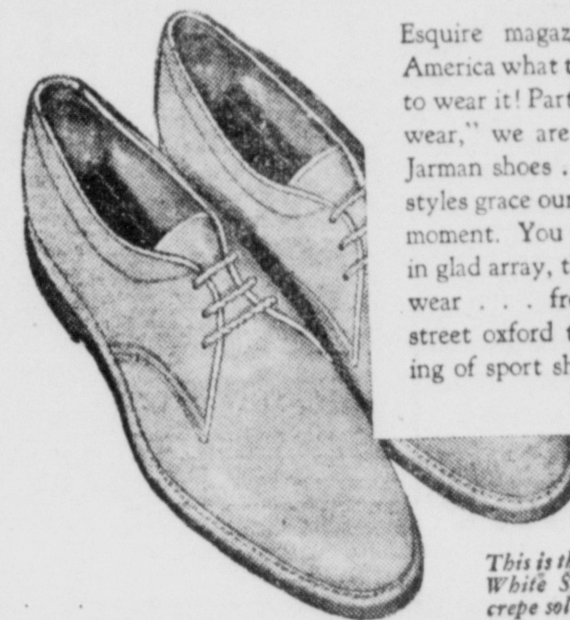 Esquire magaz
America what t
to wear it! Part
wear," we are
Jarman shoes .
styles grace our
moment. You
in glad array, t
wear . . . fr
street oxford t
ing of sport sh
This is th
White S
crepe sol